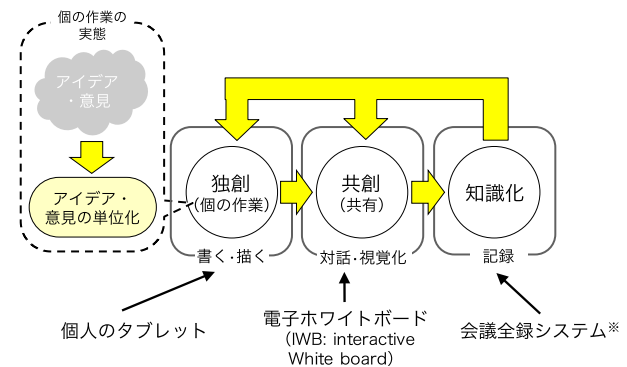 個の作業の
実態
アイデア
・意見
アイデア・
意見の単位化
独創
（個の作業）
書く・描く
共創
（共有）
対話・視覚化
知識化
記録
個人のタブレット
電子ホワイトボード
（IWB: interactive
White board）
会議全録システム※